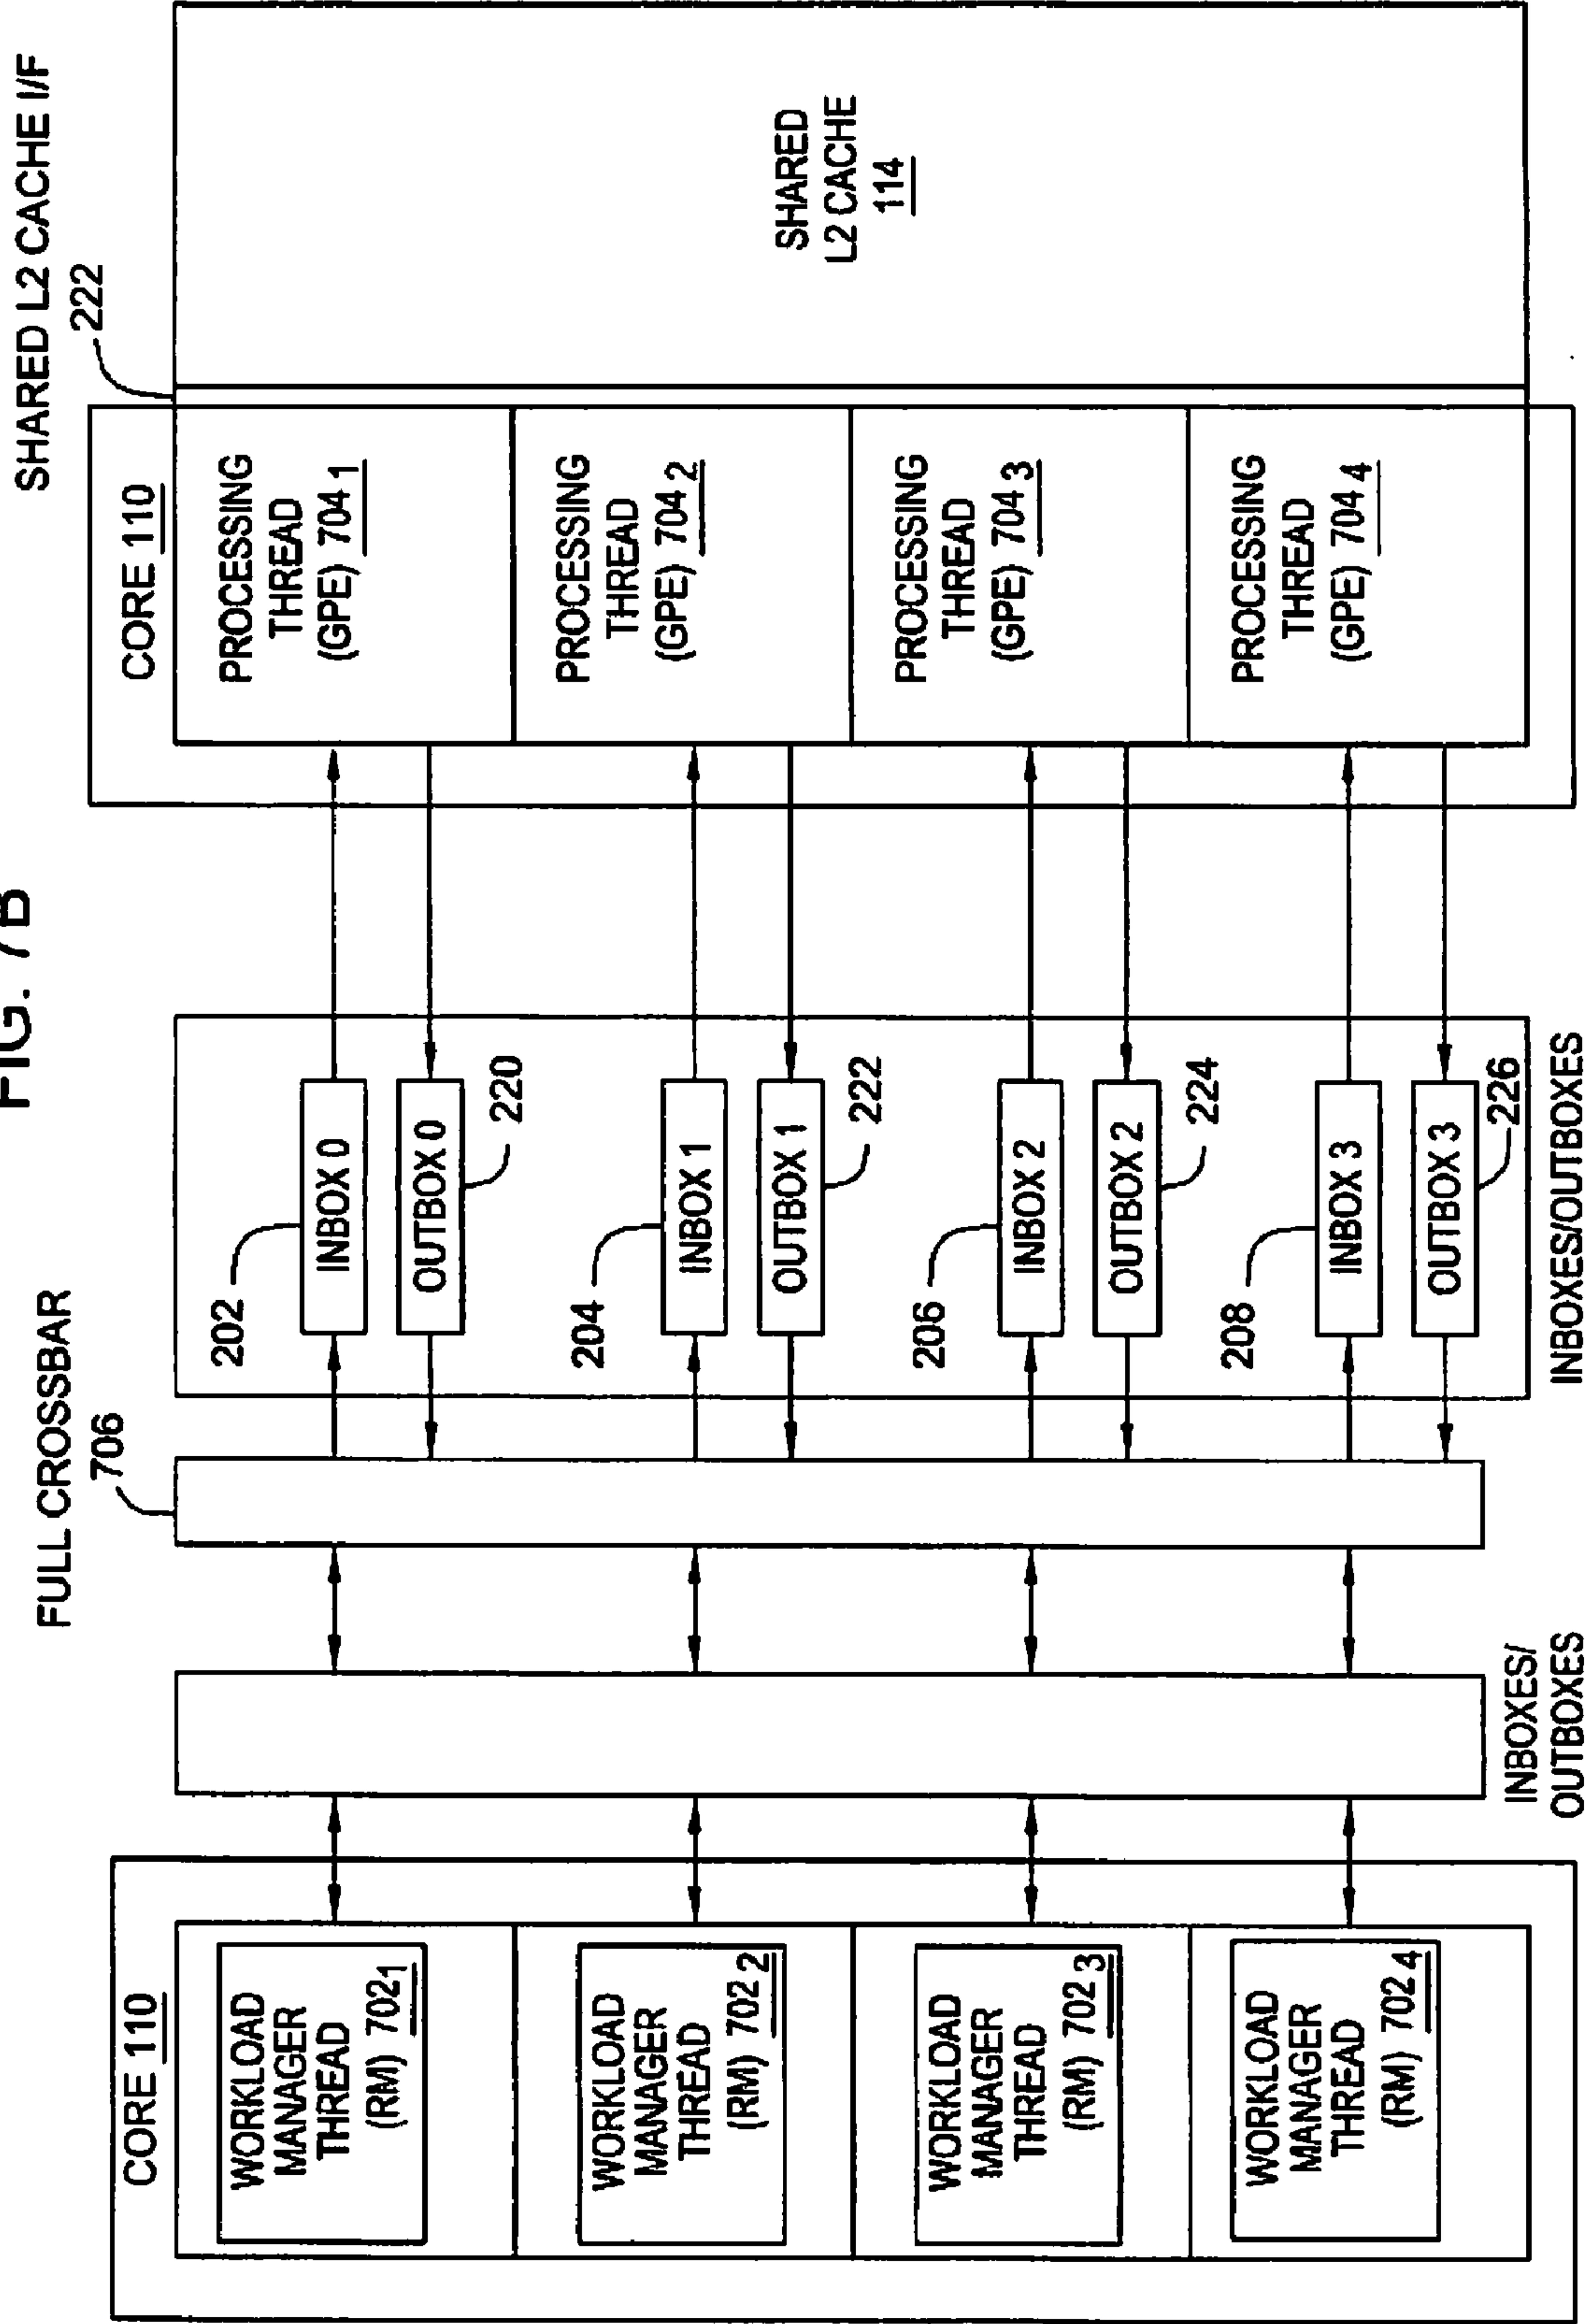 FIG. 7B
CORE 110
WORKLOAD
MANAGER
THREAD
(RM) 702 1
WORKLOAD
MANAGER
THREAD
(RM) 702 2
WORKLOAD
MANAGER
THREAD
(RM) 702 3
WORKLOAD
MANAGER
THREAD
(RM) 702 4
INBOXES/
OUTBOXES
FULL CROSSBAR
706
202
INBOX 0
OUTBOX 0
220
204
INBOX 1
OUTBOX 1
222
206
INBOX 2
OUTBOX 2
224
208
INBOX 3
OUTBOX 3
226
INBOXES/OUTBOXES
CORE 110
PROCESSING
THREAD
(GPE) 704 1
PROCESSING
THREAD
(GPE) 704 2
PROCESSING
THREAD
(GPE) 704 3
PROCESSING
THREAD
(GPE) 704 4
SHARED L2 CACHE I/F
222
SHARED
L2 CACHE
114